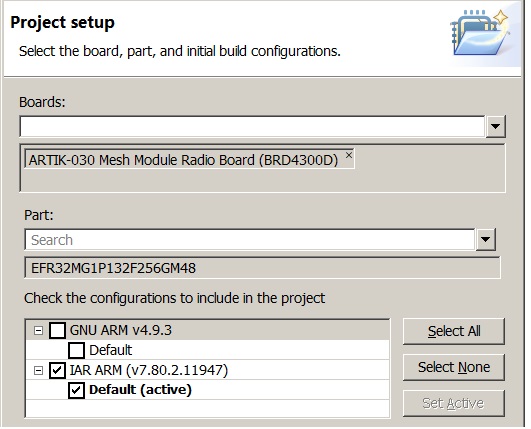 Project setup
Select the board, part, and initial build configurations.
Boards:
ARTIK-030 Mesh Module Radio Board (BRD4300D) ×
Part:
Search
EFR32MG1P132F256GM48
Check the configurations to include in the project
GNU ARM v4.9.3
Default
IAR ARM (v7.80.2.11947)
Default (active)
Select All
Select None
Set Active